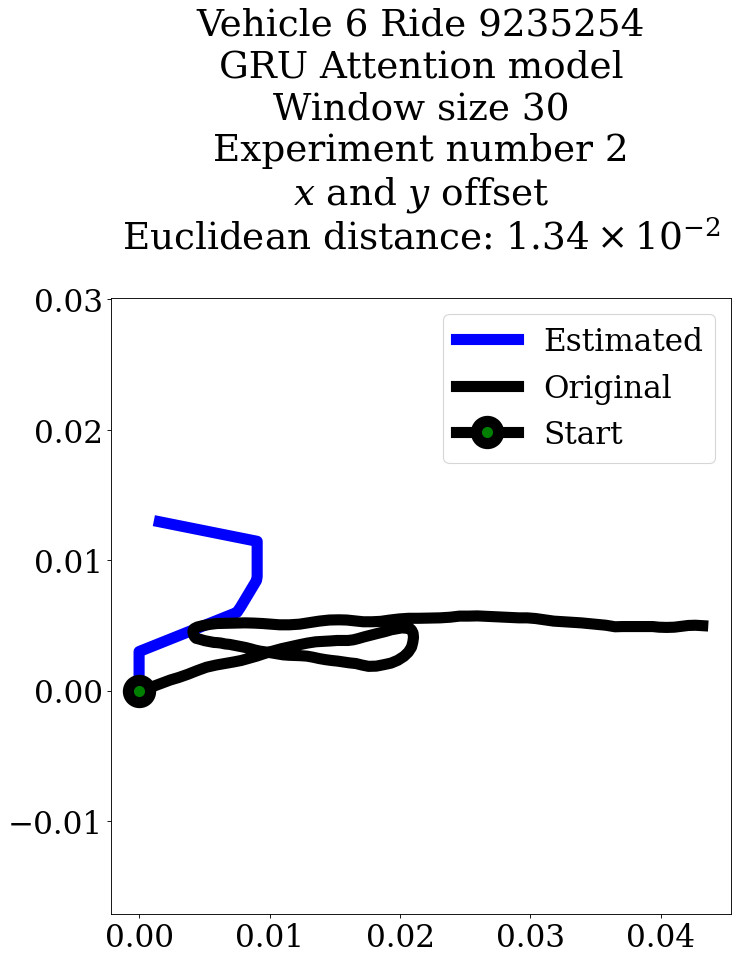 Vehicle 6 Ride 9235254
GRU Attention model
Window size 30
Experiment number 2
x and y offset
Euclidean distance: 1.34 × 10⁻²
0.03
0.02
0.01
0.00
−0.01
Estimated
Original
Start
0.00 0.01 0.02 0.03 0.04